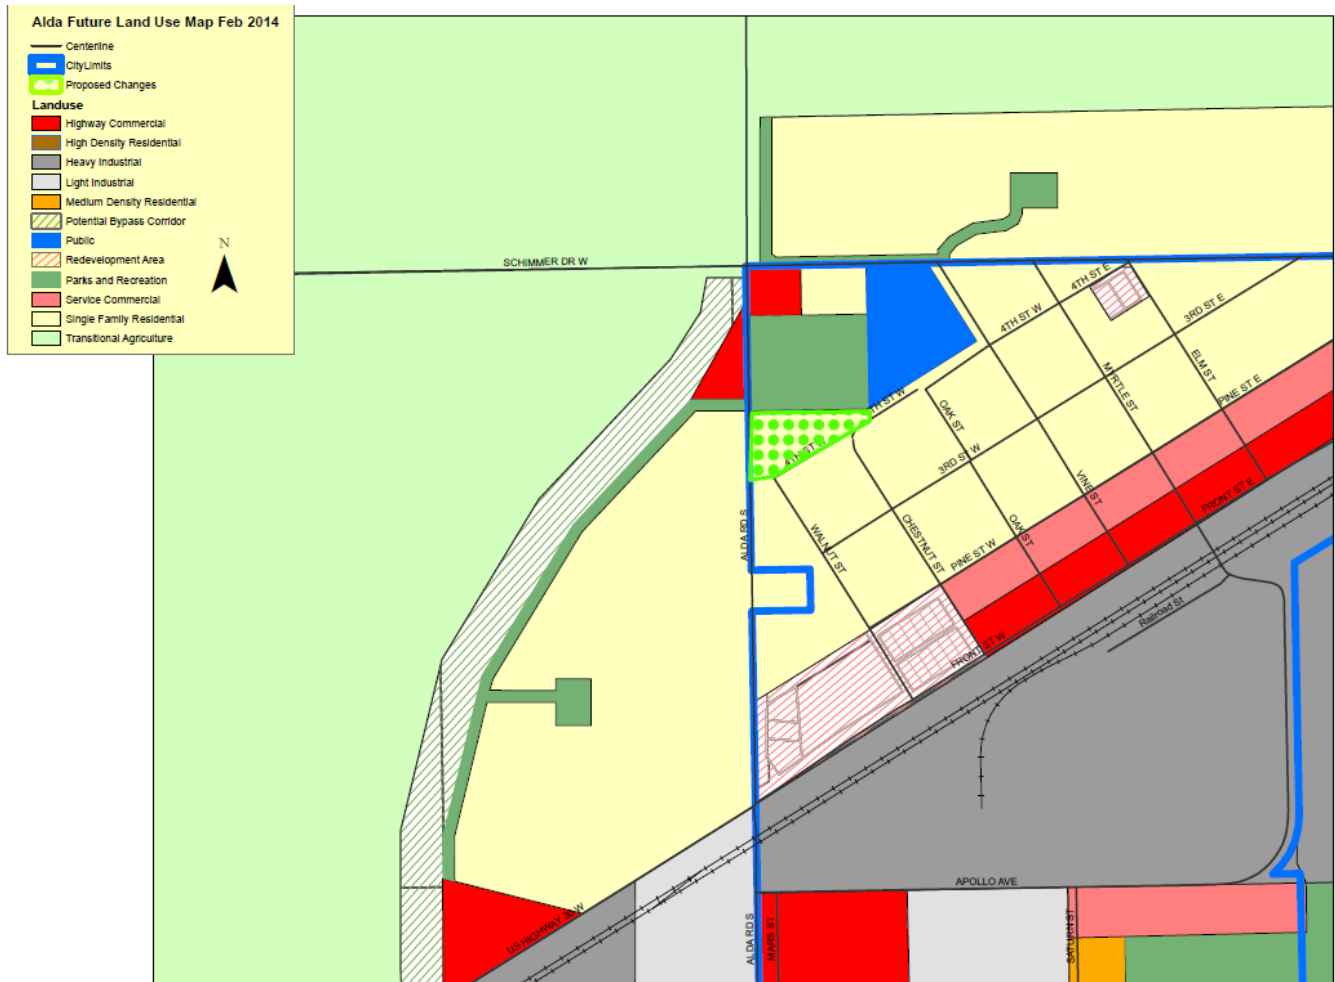 Alda Future Land Use Map Feb 2014
Centerline
CityLimits
Proposed Changes
Landuse
Highway Commercial
High Density Residential
Heavy Industrial
Light Industrial
Medium Density Residential
Potential Bypass Corridor
Public
Redevelopment Area
Parks and Recreation
Service Commercial
Single Family Residential
Transitional Agriculture
N
SCHIMMER DR W
4TH ST E
4TH ST W
3RD ST E
ELM ST
MYRTLE ST
PINE ST E
TH ST W
OAK ST
4TH ST W
3RD ST W
VINE ST
FRONT ST E
ALDA RD S
WALNUT ST
CHESTNUT ST
OAK ST
PINE ST W
Railroad St
FRONT ST W
APOLLO AVE
US HIGHWAY 30 W
ALDA RD S
MARS ST
SATURN ST